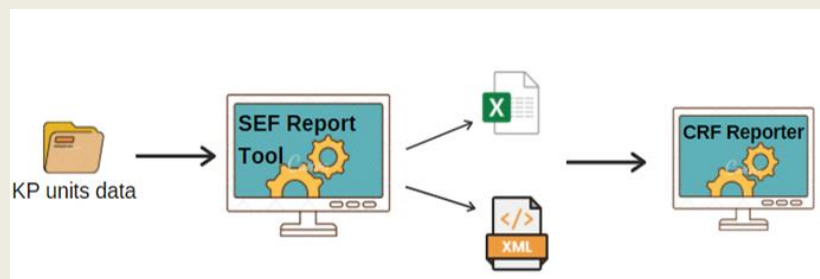 KP units data
SEF Report
Tool
X
</>
XML
CRF Reporter